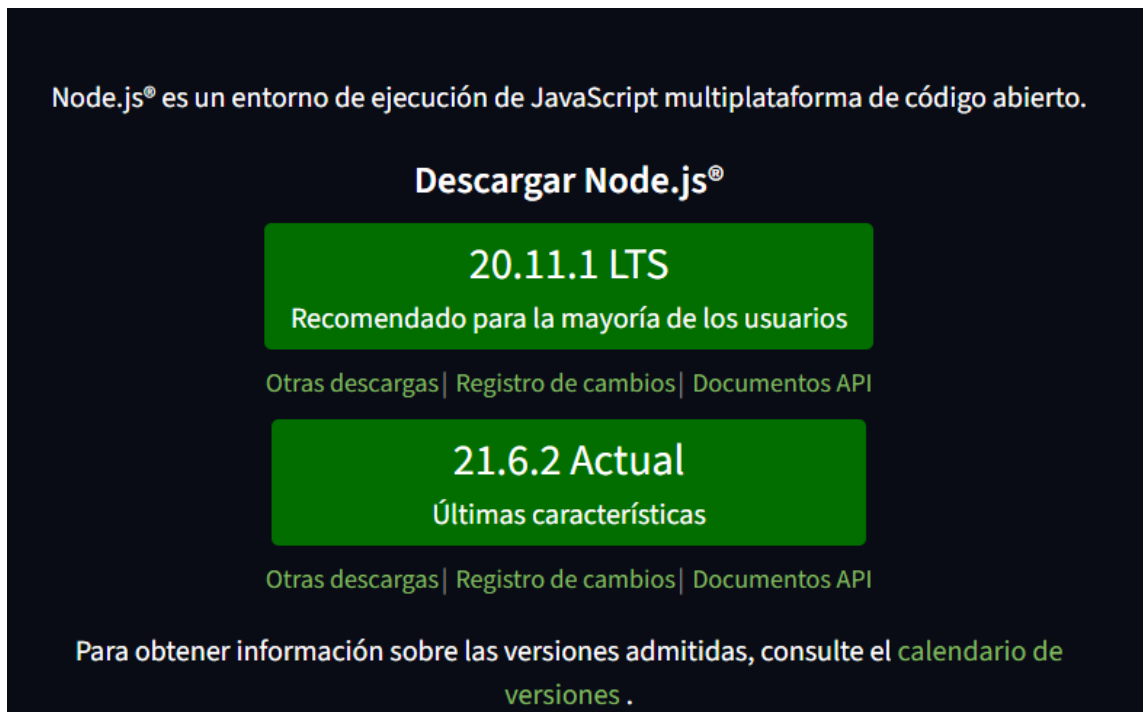 Node.js® es un entorno de ejecución de JavaScript multiplataforma de código abierto.
Descargar Node.js®
20.11.1 LTS
Recomendado para la mayoría de los usuarios
Otras descargas| Registro de cambios| Documentos API
21.6.2 Actual
Últimas características
Otras descargas| Registro de cambios| Documentos API
Para obtener información sobre las versiones admitidas, consulte el calendario de
versiones .